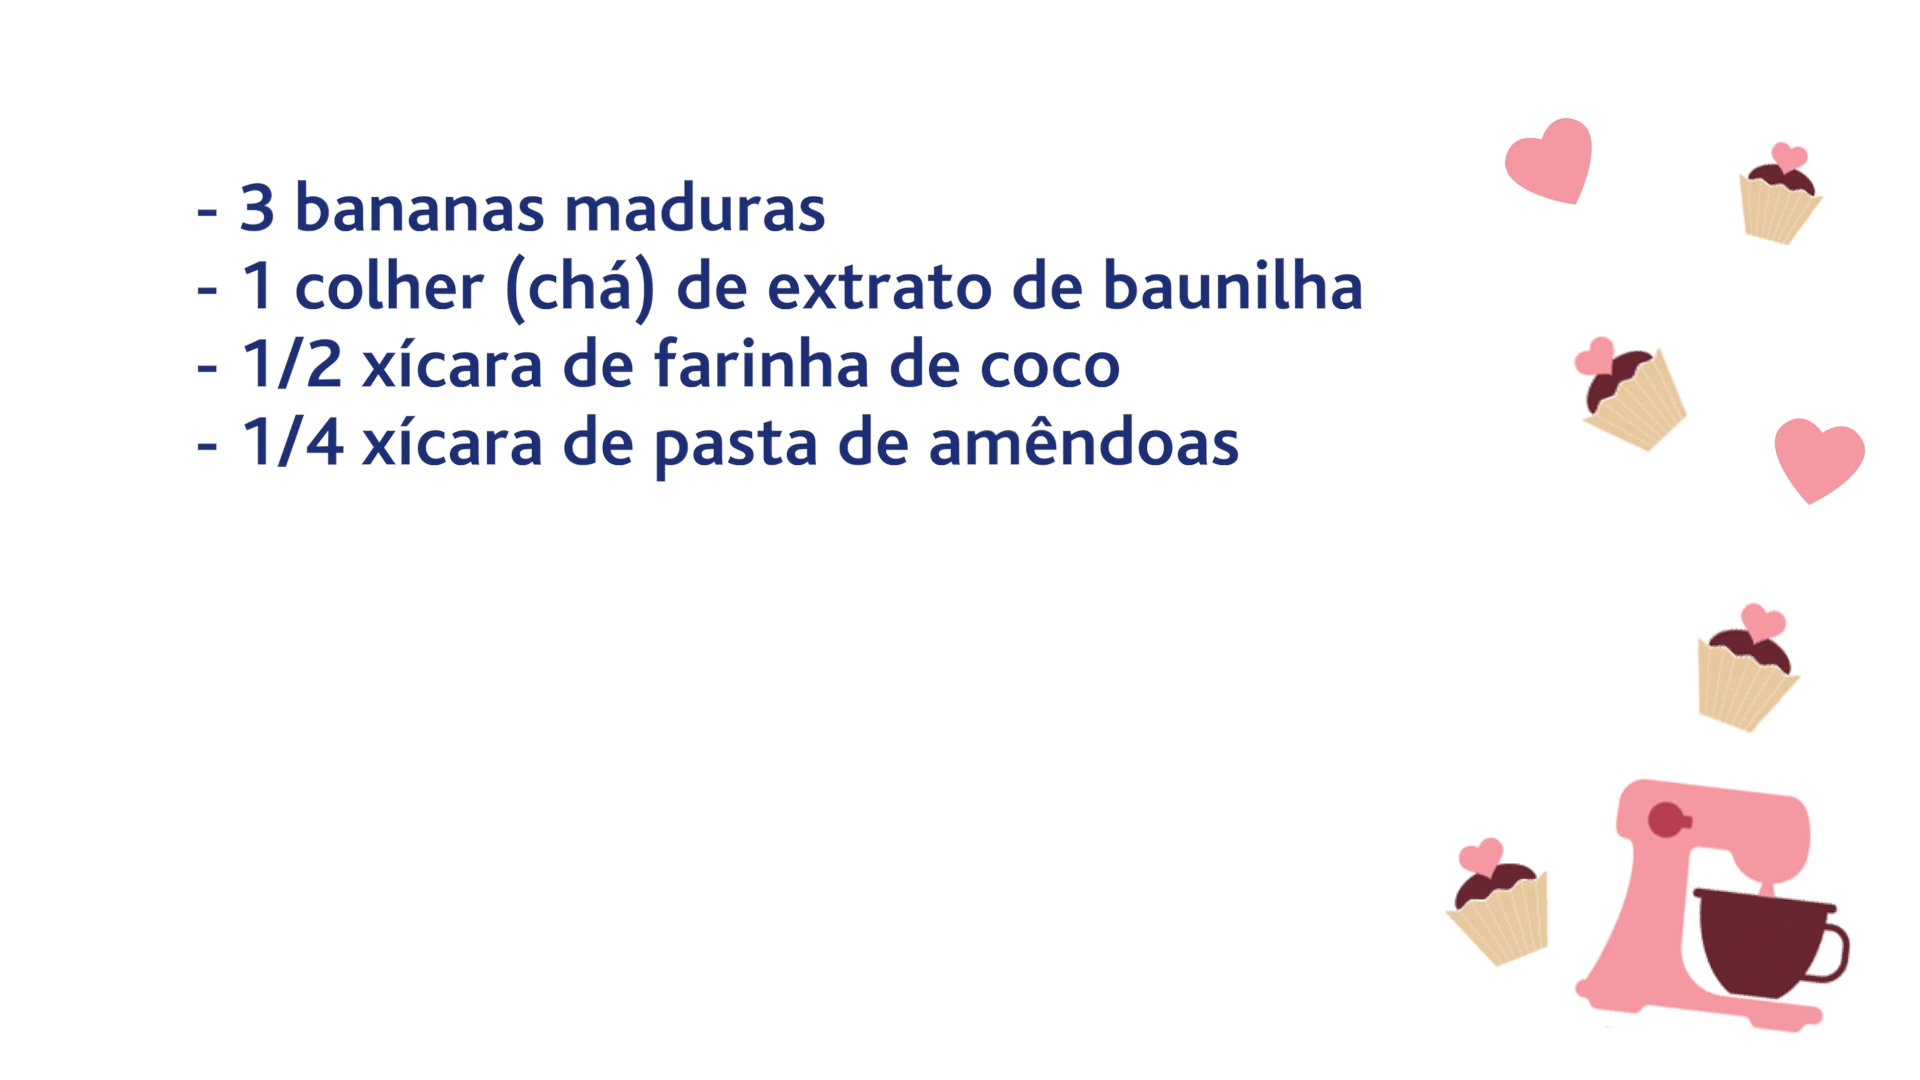 - 3 bananas maduras
- 1 colher (chá) de extrato de baunilha
- 1/2 xícara de farinha de coco
- 1/4 xícara de pasta de amêndoas